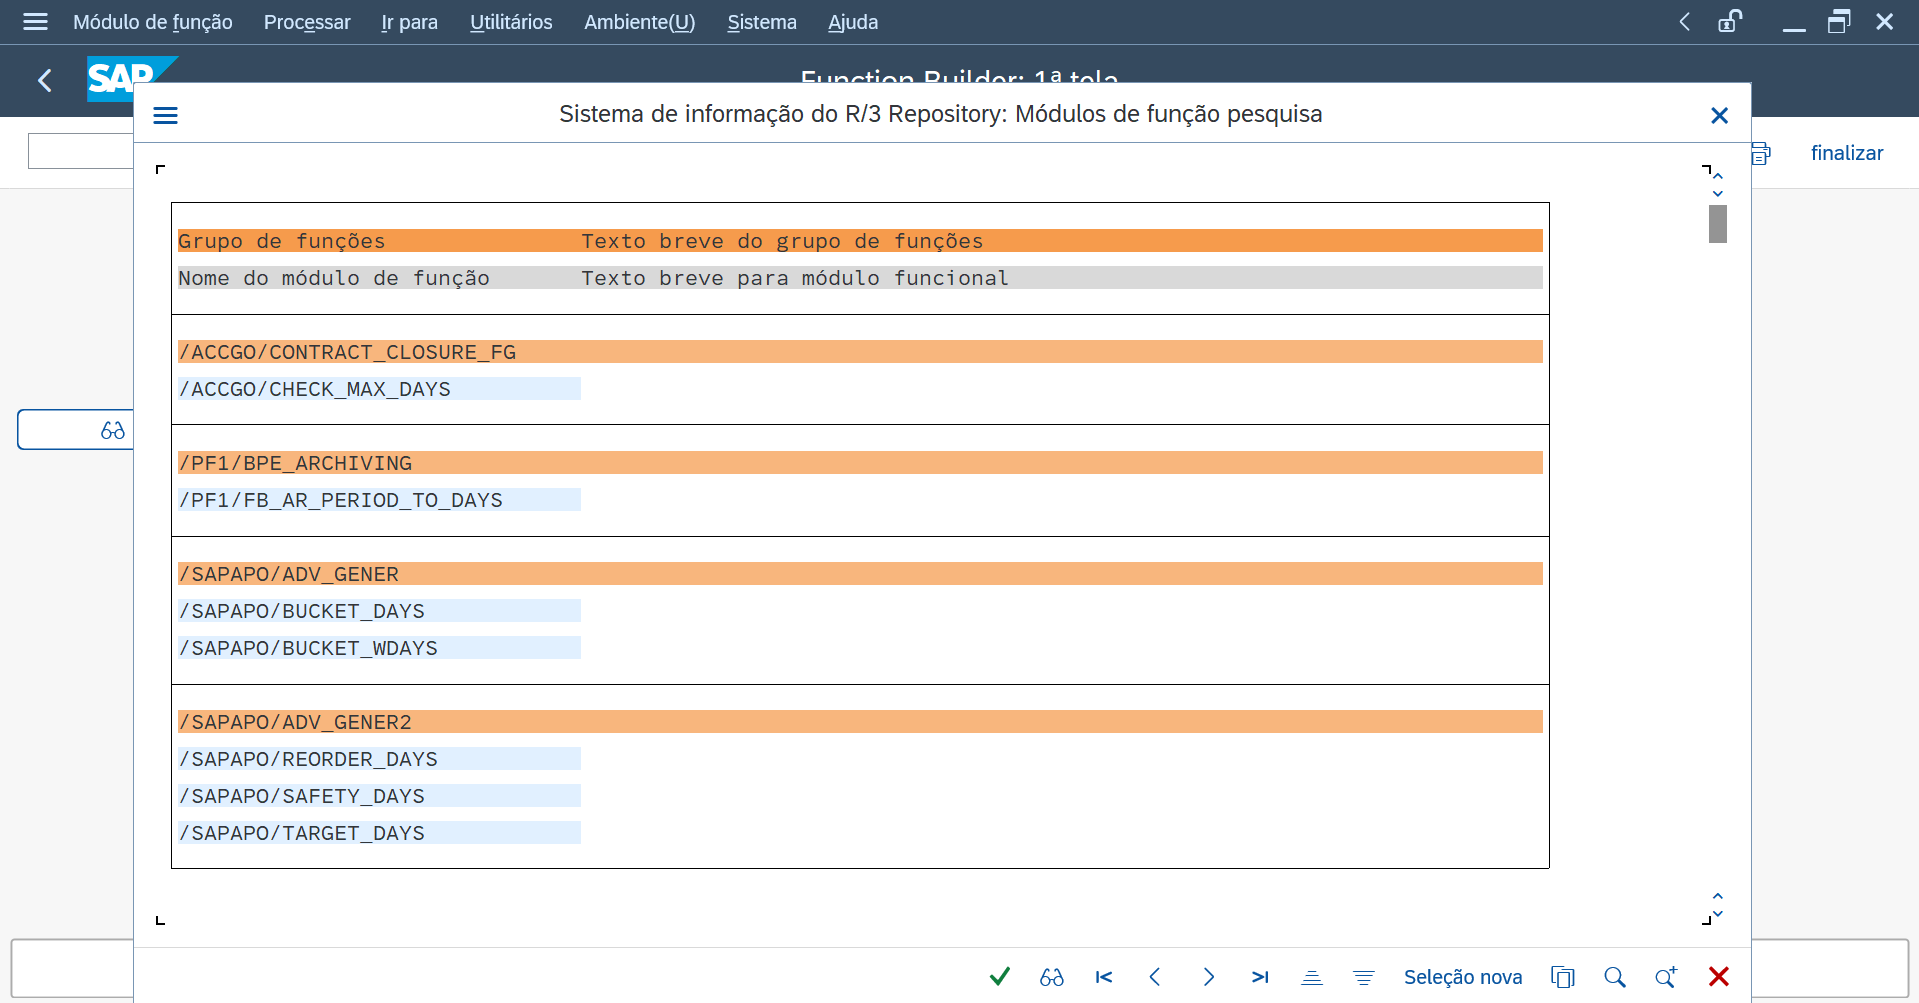 Módulo de função Processar Ir para Utilitários Ambiente(U) Sistema Ajuda
SAP
Function Builder: 1ª tela
Sistema de informação do R/3 Repository: Módulos de função pesquisa
finalizar
Grupo de funções Texto breve do grupo de funções
Nome do módulo de função Texto breve para módulo funcional
/ACCGO/CONTRACT_CLOSURE_FG
/ACCGO/CHECK_MAX_DAYS
/PF1/BPE_ARCHIVING
/PF1/FB_AR_PERIOD_TO_DAYS
/SAPAPO/ADV_GENER
/SAPAPO/BUCKET_DAYS
/SAPAPO/BUCKET_WDAYS
/SAPAPO/ADV_GENER2
/SAPAPO/REORDER_DAYS
/SAPAPO/SAFETY_DAYS
/SAPAPO/TARGET_DAYS
Seleção nova